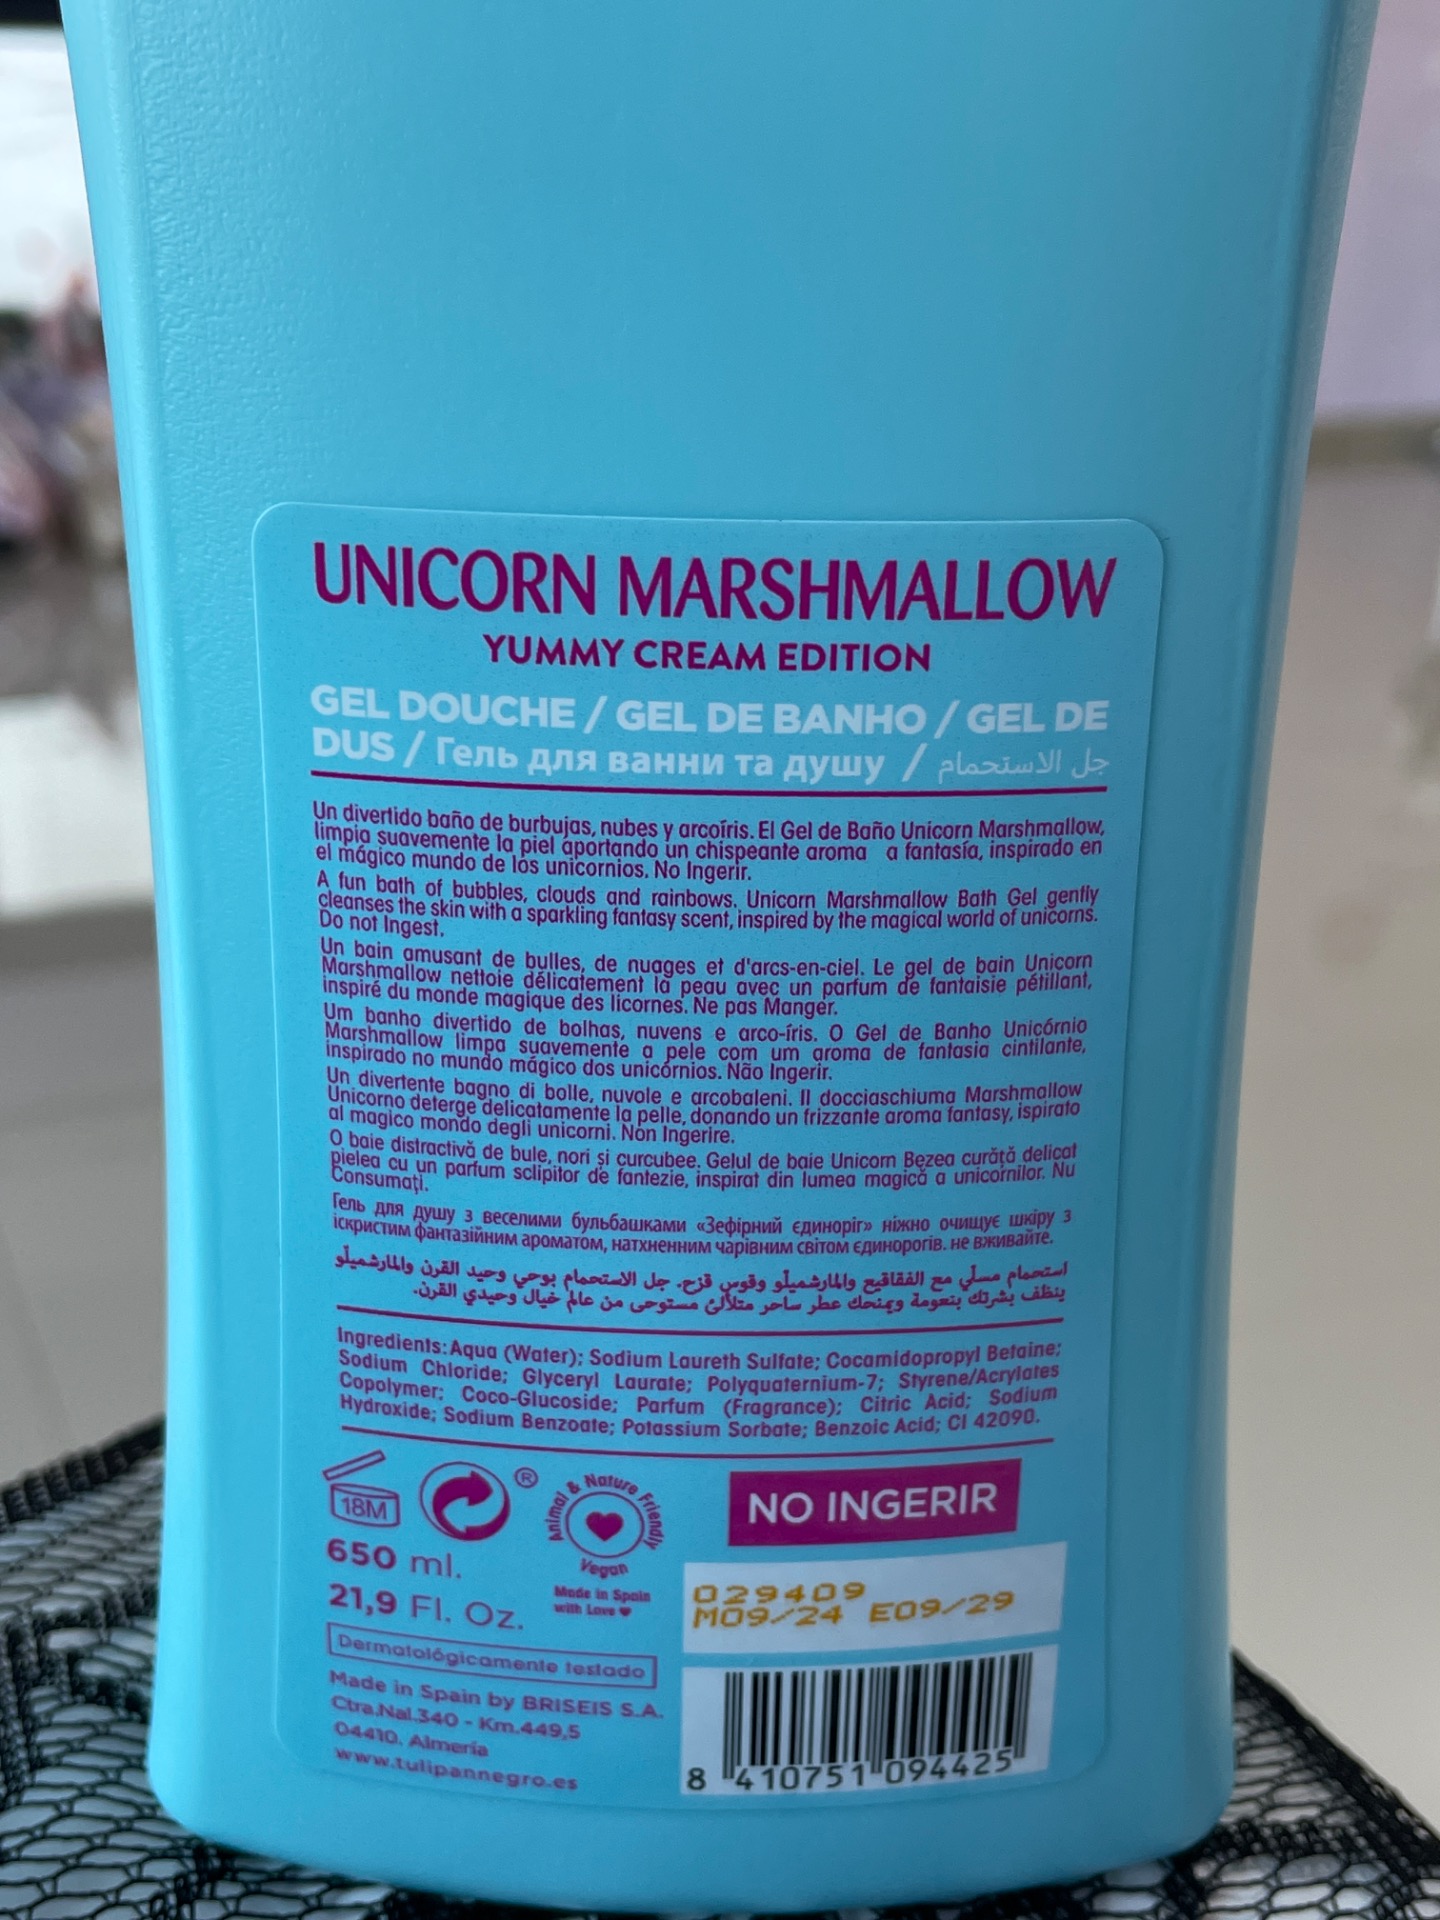 UNICORN MARSHMALLOW
YUMMY CREAM EDITION
GEL DOUCHE / GEL DE BANHO / GEL DE
DUS / Гель для ванни та душу / جل الاستحمام
Un divertido baño de burbujas, nubes y arcoíris. El Gel de Baño Unicorn Marshmallow,
limpia suavemente la piel aportando un chispeante aroma a fantasía, inspirado en
el mágico mundo de los unicornios. No Ingerir.
A fun bath of bubbles, clouds and rainbows. Unicorn Marshmallow Bath Gel gently
cleanses the skin with a sparkling fantasy scent, inspired by the magical world of unicorns.
Do not Ingest.
Un bain amusant de bulles, de nuages et d'arcs-en-ciel. Le gel de bain Unicorn
Marshmallow nettoie délicatement la peau avec un parfum de fantaisie pétillant,
inspiré du monde magique des licornes. Ne pas Manger.
Um banho divertido de bolhas, nuvens e arco-íris. O Gel de Banho Unicórnio
Marshmallow limpa suavemente a pele com um aroma de fantasia cintilante,
inspirado no mundo mágico dos unicórnios. Não Ingerir.
Un divertente bagno di bolle, nuvole e arcobaleni. Il docciaschiuma Marshmallow
Unicorno deterge delicatamente la pelle, donando un frizzante aroma fantasy, ispirato
al magico mondo degli unicorni. Non Ingerire.
O baie distractivă de bule, nori și curcubee. Gelul de baie Unicorn Bezea curăță delicat
pielea cu un parfum sclipitor de fantezie, inspirat din lumea magică a unicornilor. Nu
Consumați.
Гель для душу з веселими бульбашками «Зефірний єдиноріг» ніжно очищує шкіру з
іскристим фантазійним ароматом, натхненним чарівним світом єдинорогів. не вживайте.
استحمام مسلّي مع الفقاقيع والمارشميلّو وقوس قزح. جل الاستحمام بوحي وحيد القرن والمارشميلّو
ينظف بشرتك بنعومة ويمنحك عطر ساحر متلألئ مستوحى من عالم خيال وحيدي القرن.
Ingredients: Aqua (Water); Sodium Laureth Sulfate; Cocamidopropyl Betaine;
Sodium Chloride; Glyceryl Laurate; Polyquaternium-7; Styrene/Acrylates
Copolymer; Coco-Glucoside; Parfum (Fragrance); Citric Acid; Sodium
Hydroxide; Sodium Benzoate; Potassium Sorbate; Benzoic Acid; CI 42090.
18M
®
Animal & Nature Friendly
Vegan
Made in Spain
with Love ♥
NO INGERIR
650 ml.
21,9 Fl. Oz.
029409
M09/24 E09/29
Dermatológicamente testado
Made in Spain by BRISEIS S.A.
Ctra.Nal.340 - Km.449,5
04410. Almería
www.tulipannegro.es
8 410751 094425